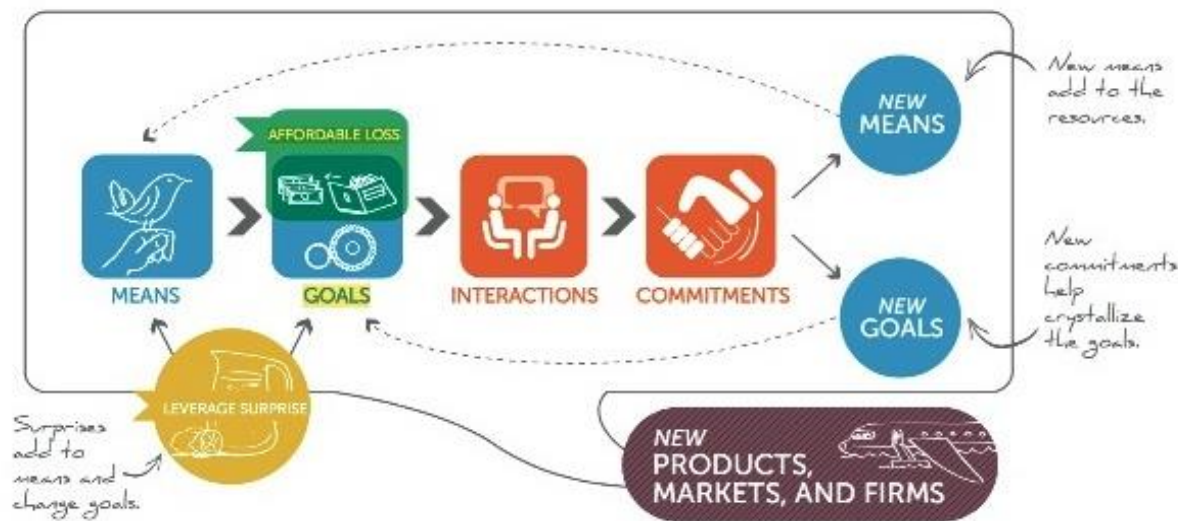 NEW
MEANS
New means
add to the
resources.
AFFORDABLE LOSS
MEANS
GOALS
INTERACTIONS
COMMITMENTS
NEW
GOALS
New
commitments
help
crystallize
the goals.
LEVERAGE SURPRISE
Surprises
add to
means and
change goals.
NEW
PRODUCTS,
MARKETS, AND FIRMS